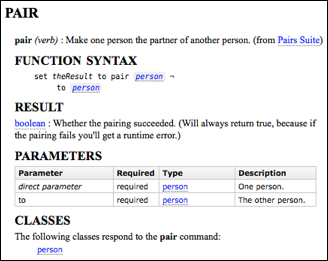 PAIR
pair (verb) : Make one person the partner of another person. (from Pairs Suite)
FUNCTION SYNTAX
set theResult to pair person ¬
to person
RESULT
boolean : Whether the pairing succeeded. (Will always return true, because if
the pairing fails you'll get a runtime error.)
PARAMETERS
Parameter Required Type Description
direct parameter required person One person.
to required person The other person.
CLASSES
The following classes respond to the pair command:
person